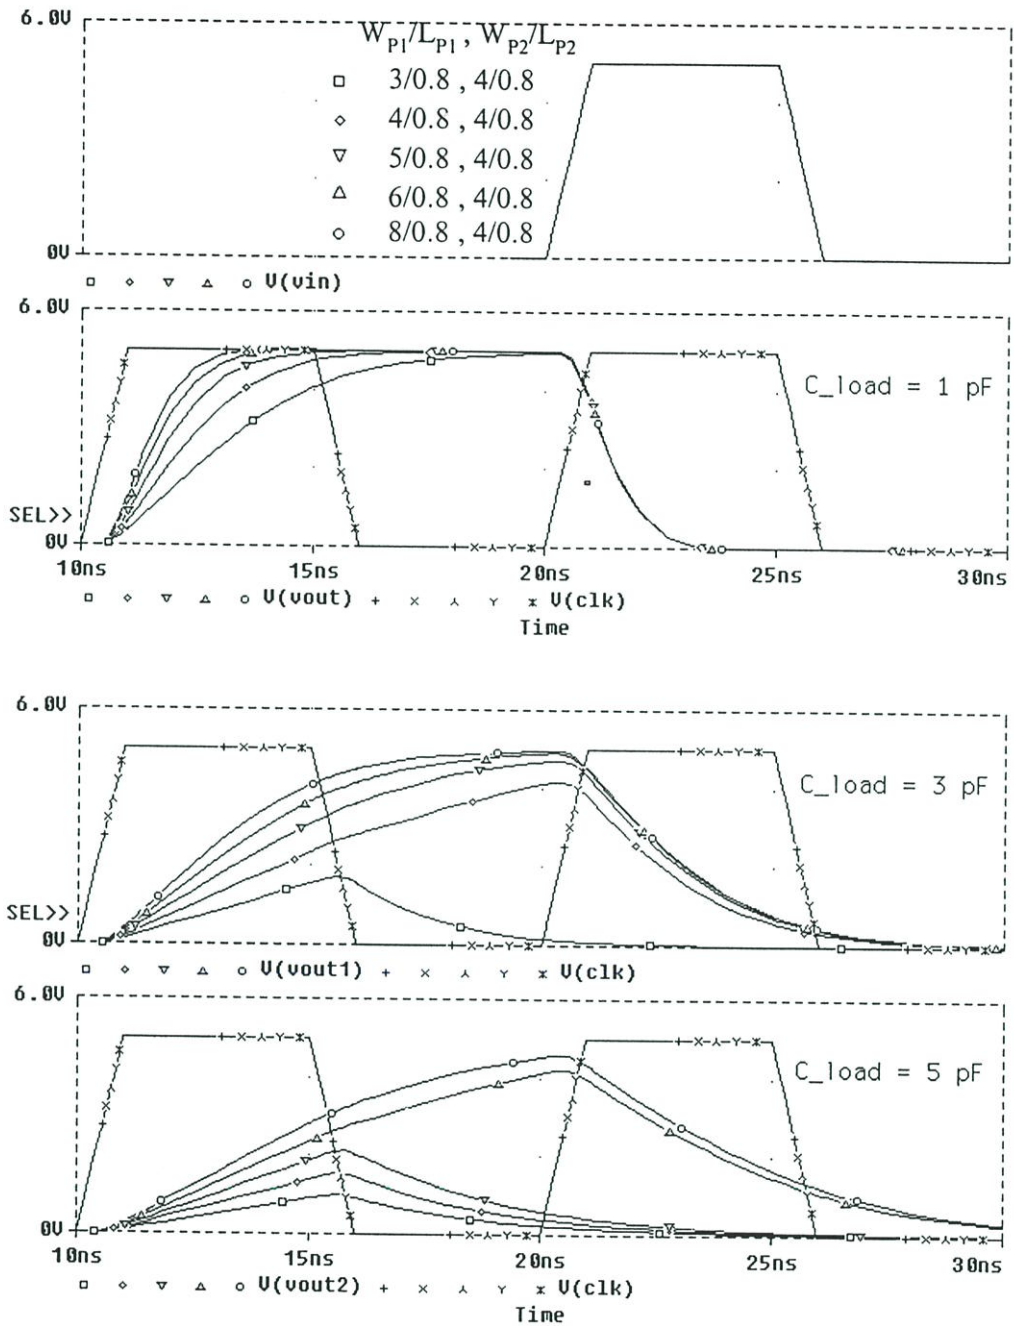 6.0V
W_P1/L_P1 , W_P2/L_P2
3/0.8 , 4/0.8
4/0.8 , 4/0.8
5/0.8 , 4/0.8
6/0.8 , 4/0.8
8/0.8 , 4/0.8
0V
V(vin)
6.0V
C_load = 1 pF
SEL>>
0V
10ns 15ns 20ns 25ns 30ns
V(vout) V(clk)
Time
6.0V
C_load = 3 pF
SEL>>
0V
V(vout1) V(clk)
6.0V
C_load = 5 pF
0V
10ns 15ns 20ns 25ns 30ns
V(vout2) V(clk)
Time